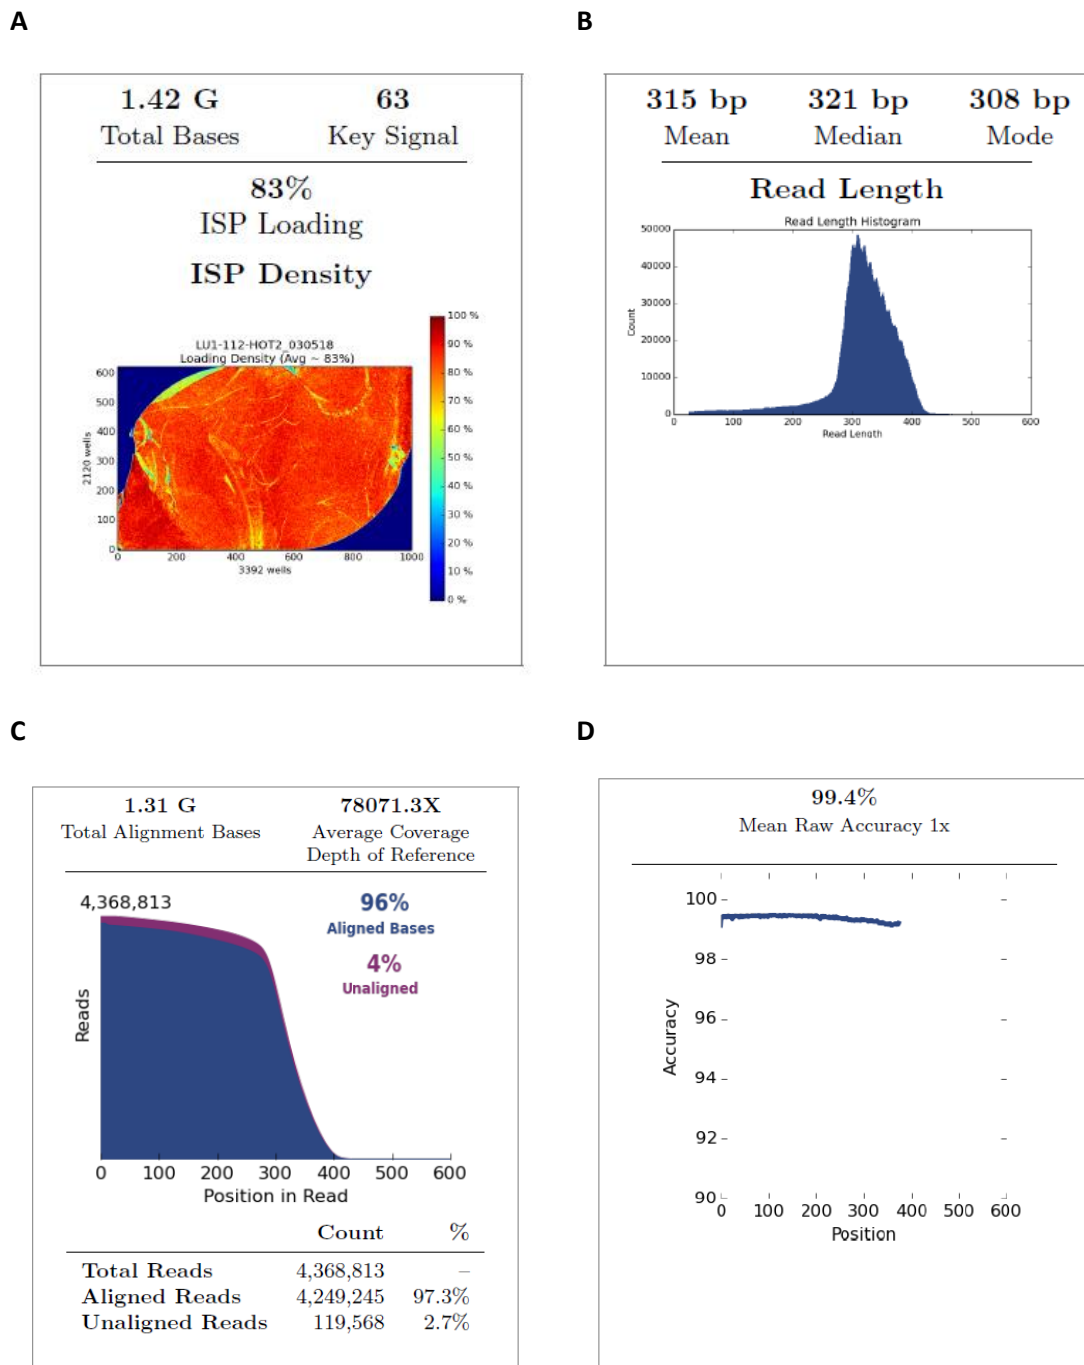 A
1.42 G 63
Total Bases Key Signal
83%
ISP Loading
ISP Density
LU1-112-HOT2_030518
Loading Density (Avg ~ 83%)
600
500
400
300
200
100
0
2120 wells
0 200 400 600 800 1000
3392 wells
100 %
90 %
80 %
70 %
60 %
50 %
40 %
30 %
20 %
10 %
0 %
B
315 bp 321 bp 308 bp
Mean Median Mode
Read Length
Read Length Histogram
50000
40000
30000
20000
10000
0
Count
0 100 200 300 400 500 600
Read Length
C
1.31 G 78071.3X
Total Alignment Bases Average Coverage
Depth of Reference
4,368,813
96%
Aligned Bases
4%
Unaligned
Reads
0 100 200 300 400 500 600
Position in Read
Count %
Total Reads 4,368,813 –
Aligned Reads 4,249,245 97.3%
Unaligned Reads 119,568 2.7%
D
99.4%
Mean Raw Accuracy 1x
100
98
96
94
92
90
Accuracy
0 100 200 300 400 500 600
Position